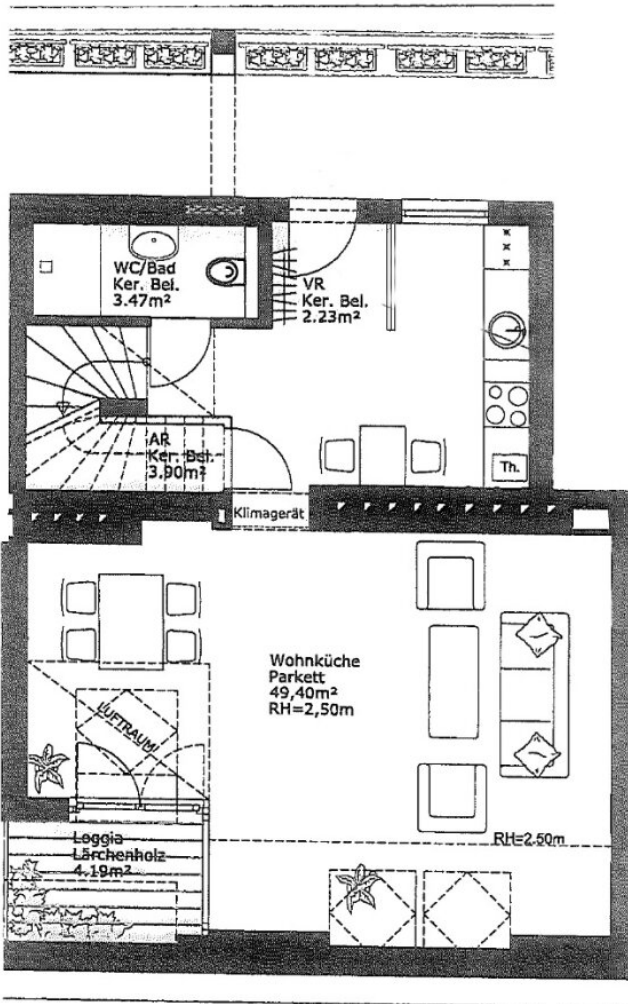 WC/Bad
Ker. Bel.
3.47m²
VR
Ker. Bel.
2.23m²
AR
Ker. Bel.
3.90m²
Th.
Klimagerät
Wohnküche
Parkett
49,40m²
RH=2,50m
LUFTRAUM
Loggia
Lärchenholz
4.19m²
RH=2.50m